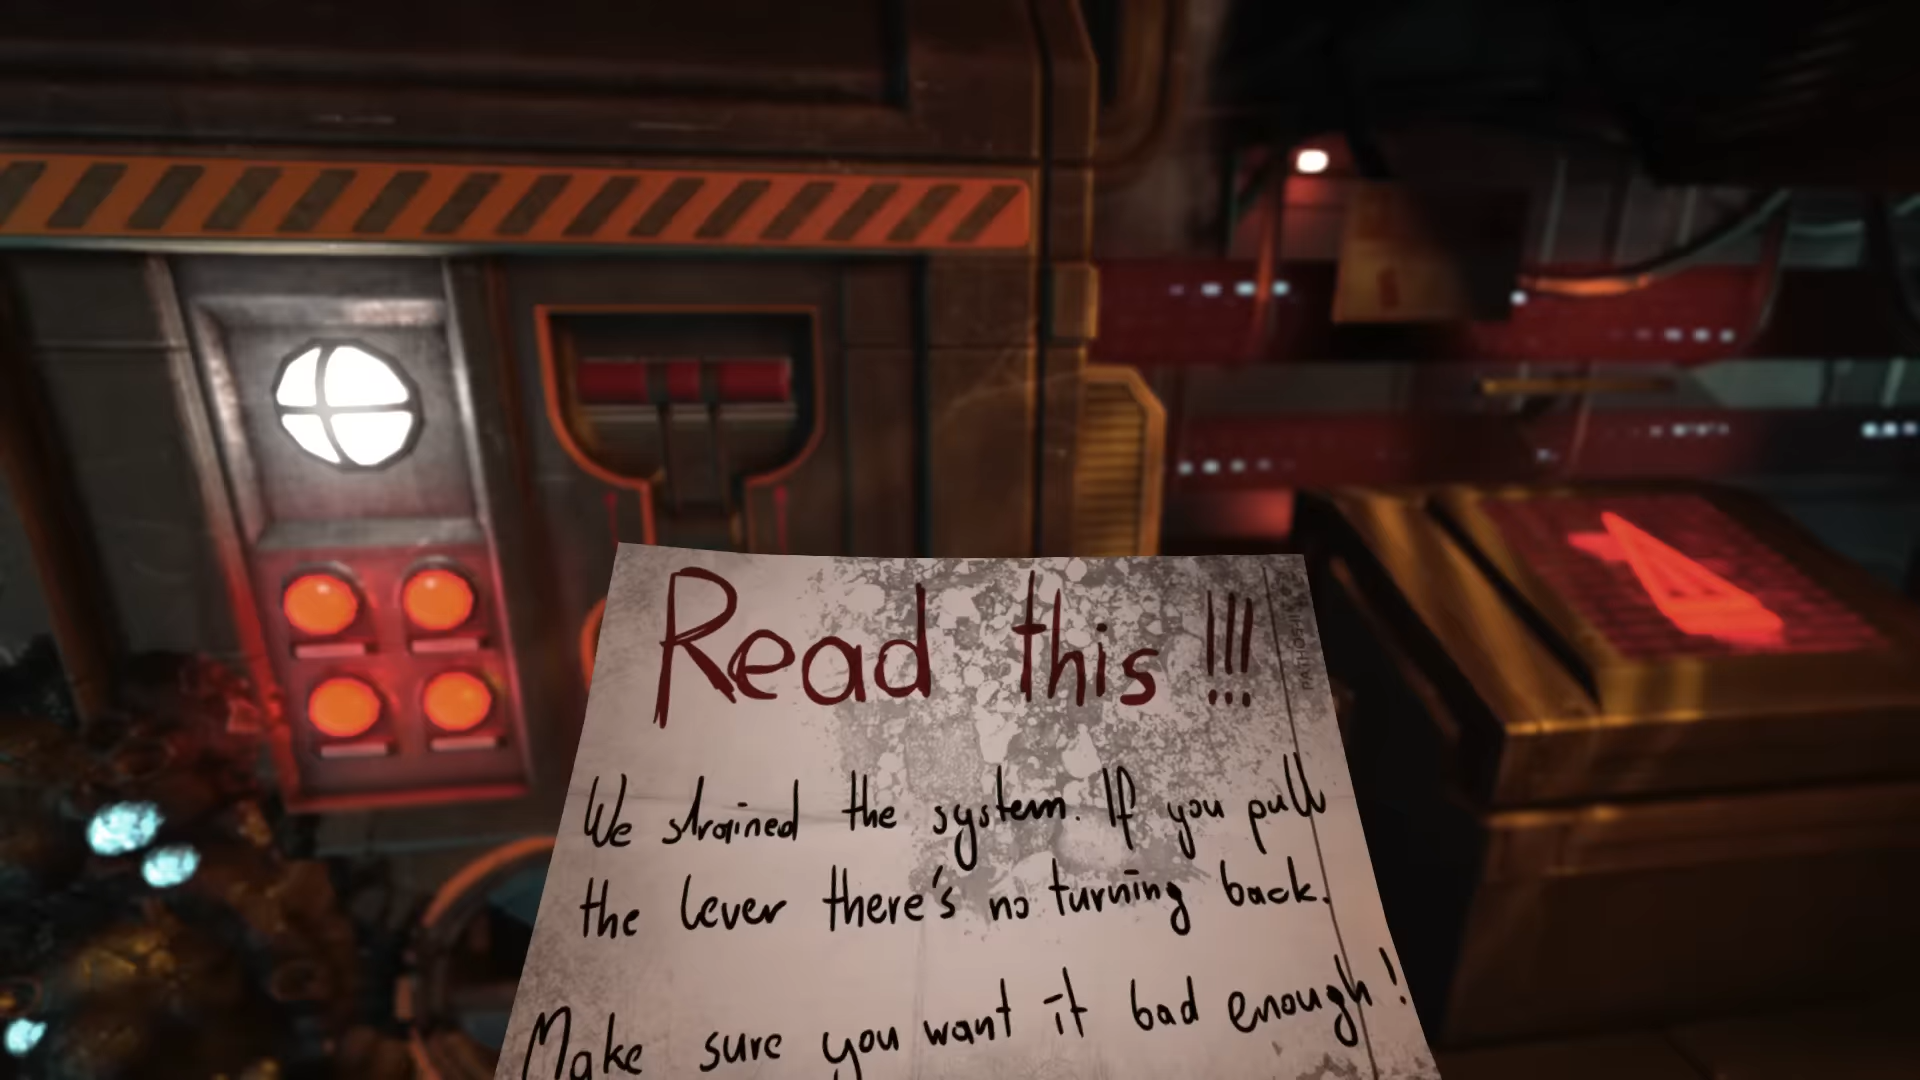 Read this !!!
We strained the system. If you pull
the lever there's no turning back.
Make sure you want it bad enough!